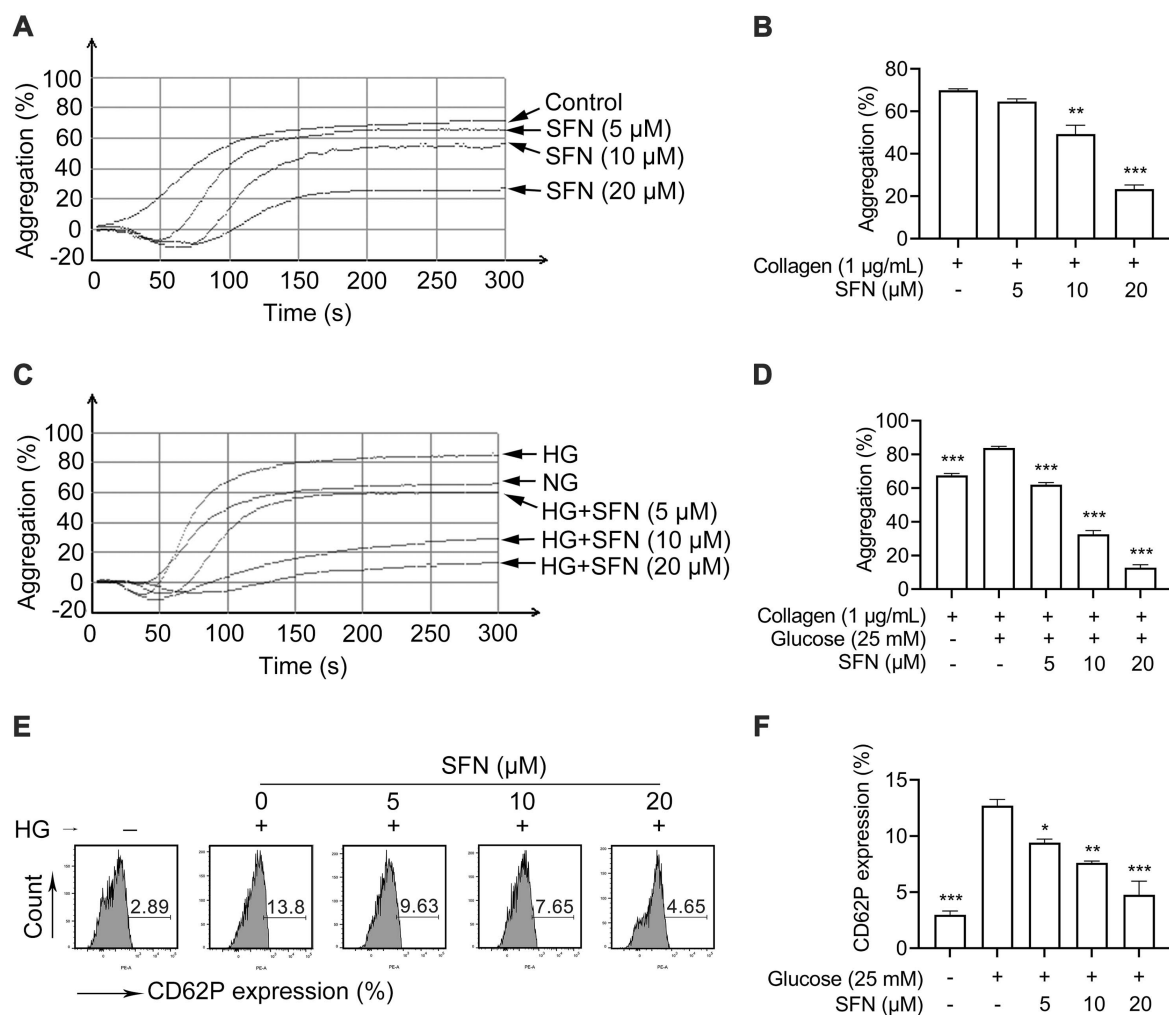 A
Aggregation (%)
100
80
60
40
20
0
-20
0 50 100 150 200 250 300
Time (s)
Control
SFN (5 µM)
SFN (10 µM)
SFN (20 µM)
B
Aggregation (%)
80
60
40
20
0
**
***
Collagen (1 µg/mL) + + + +
SFN (µM) - 5 10 20
C
Aggregation (%)
100
80
60
40
20
0
-20
0 50 100 150 200 250 300
Time (s)
HG
NG
HG+SFN (5 µM)
HG+SFN (10 µM)
HG+SFN (20 µM)
D
Aggregation (%)
100
80
60
40
20
0
***
***
***
***
Collagen (1 µg/mL) + + + + +
Glucose (25 mM) - + + + +
SFN (µM) - - 5 10 20
E
SFN (µM)
0 5 10 20
HG → – + + + +
Count
2.89 13.8 9.63 7.65 4.65
PE-A PE-A PE-A PE-A PE-A
CD62P expression (%)
F
CD62P expression (%)
15
10
5
0
***
*
**
***
Glucose (25 mM) - + + + +
SFN (µM) - - 5 10 20